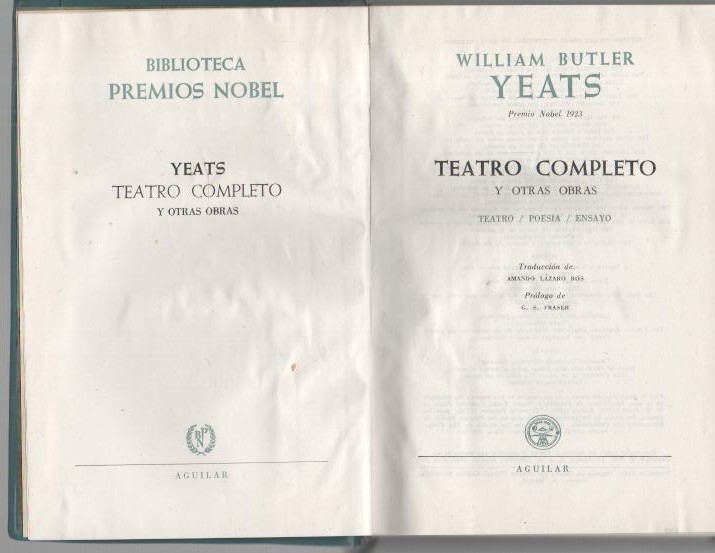 BIBLIOTECA
PREMIOS NOBEL
YEATS
TEATRO COMPLETO
Y OTRAS OBRAS
AGUILAR
WILLIAM BUTLER
YEATS
Premio Nobel 1923
TEATRO COMPLETO
Y OTRAS OBRAS
TEATRO / POESIA / ENSAYO
Traducción de
AMANDO LÁZARO ROS
Prólogo de
G. S. FRASER
AGUILAR